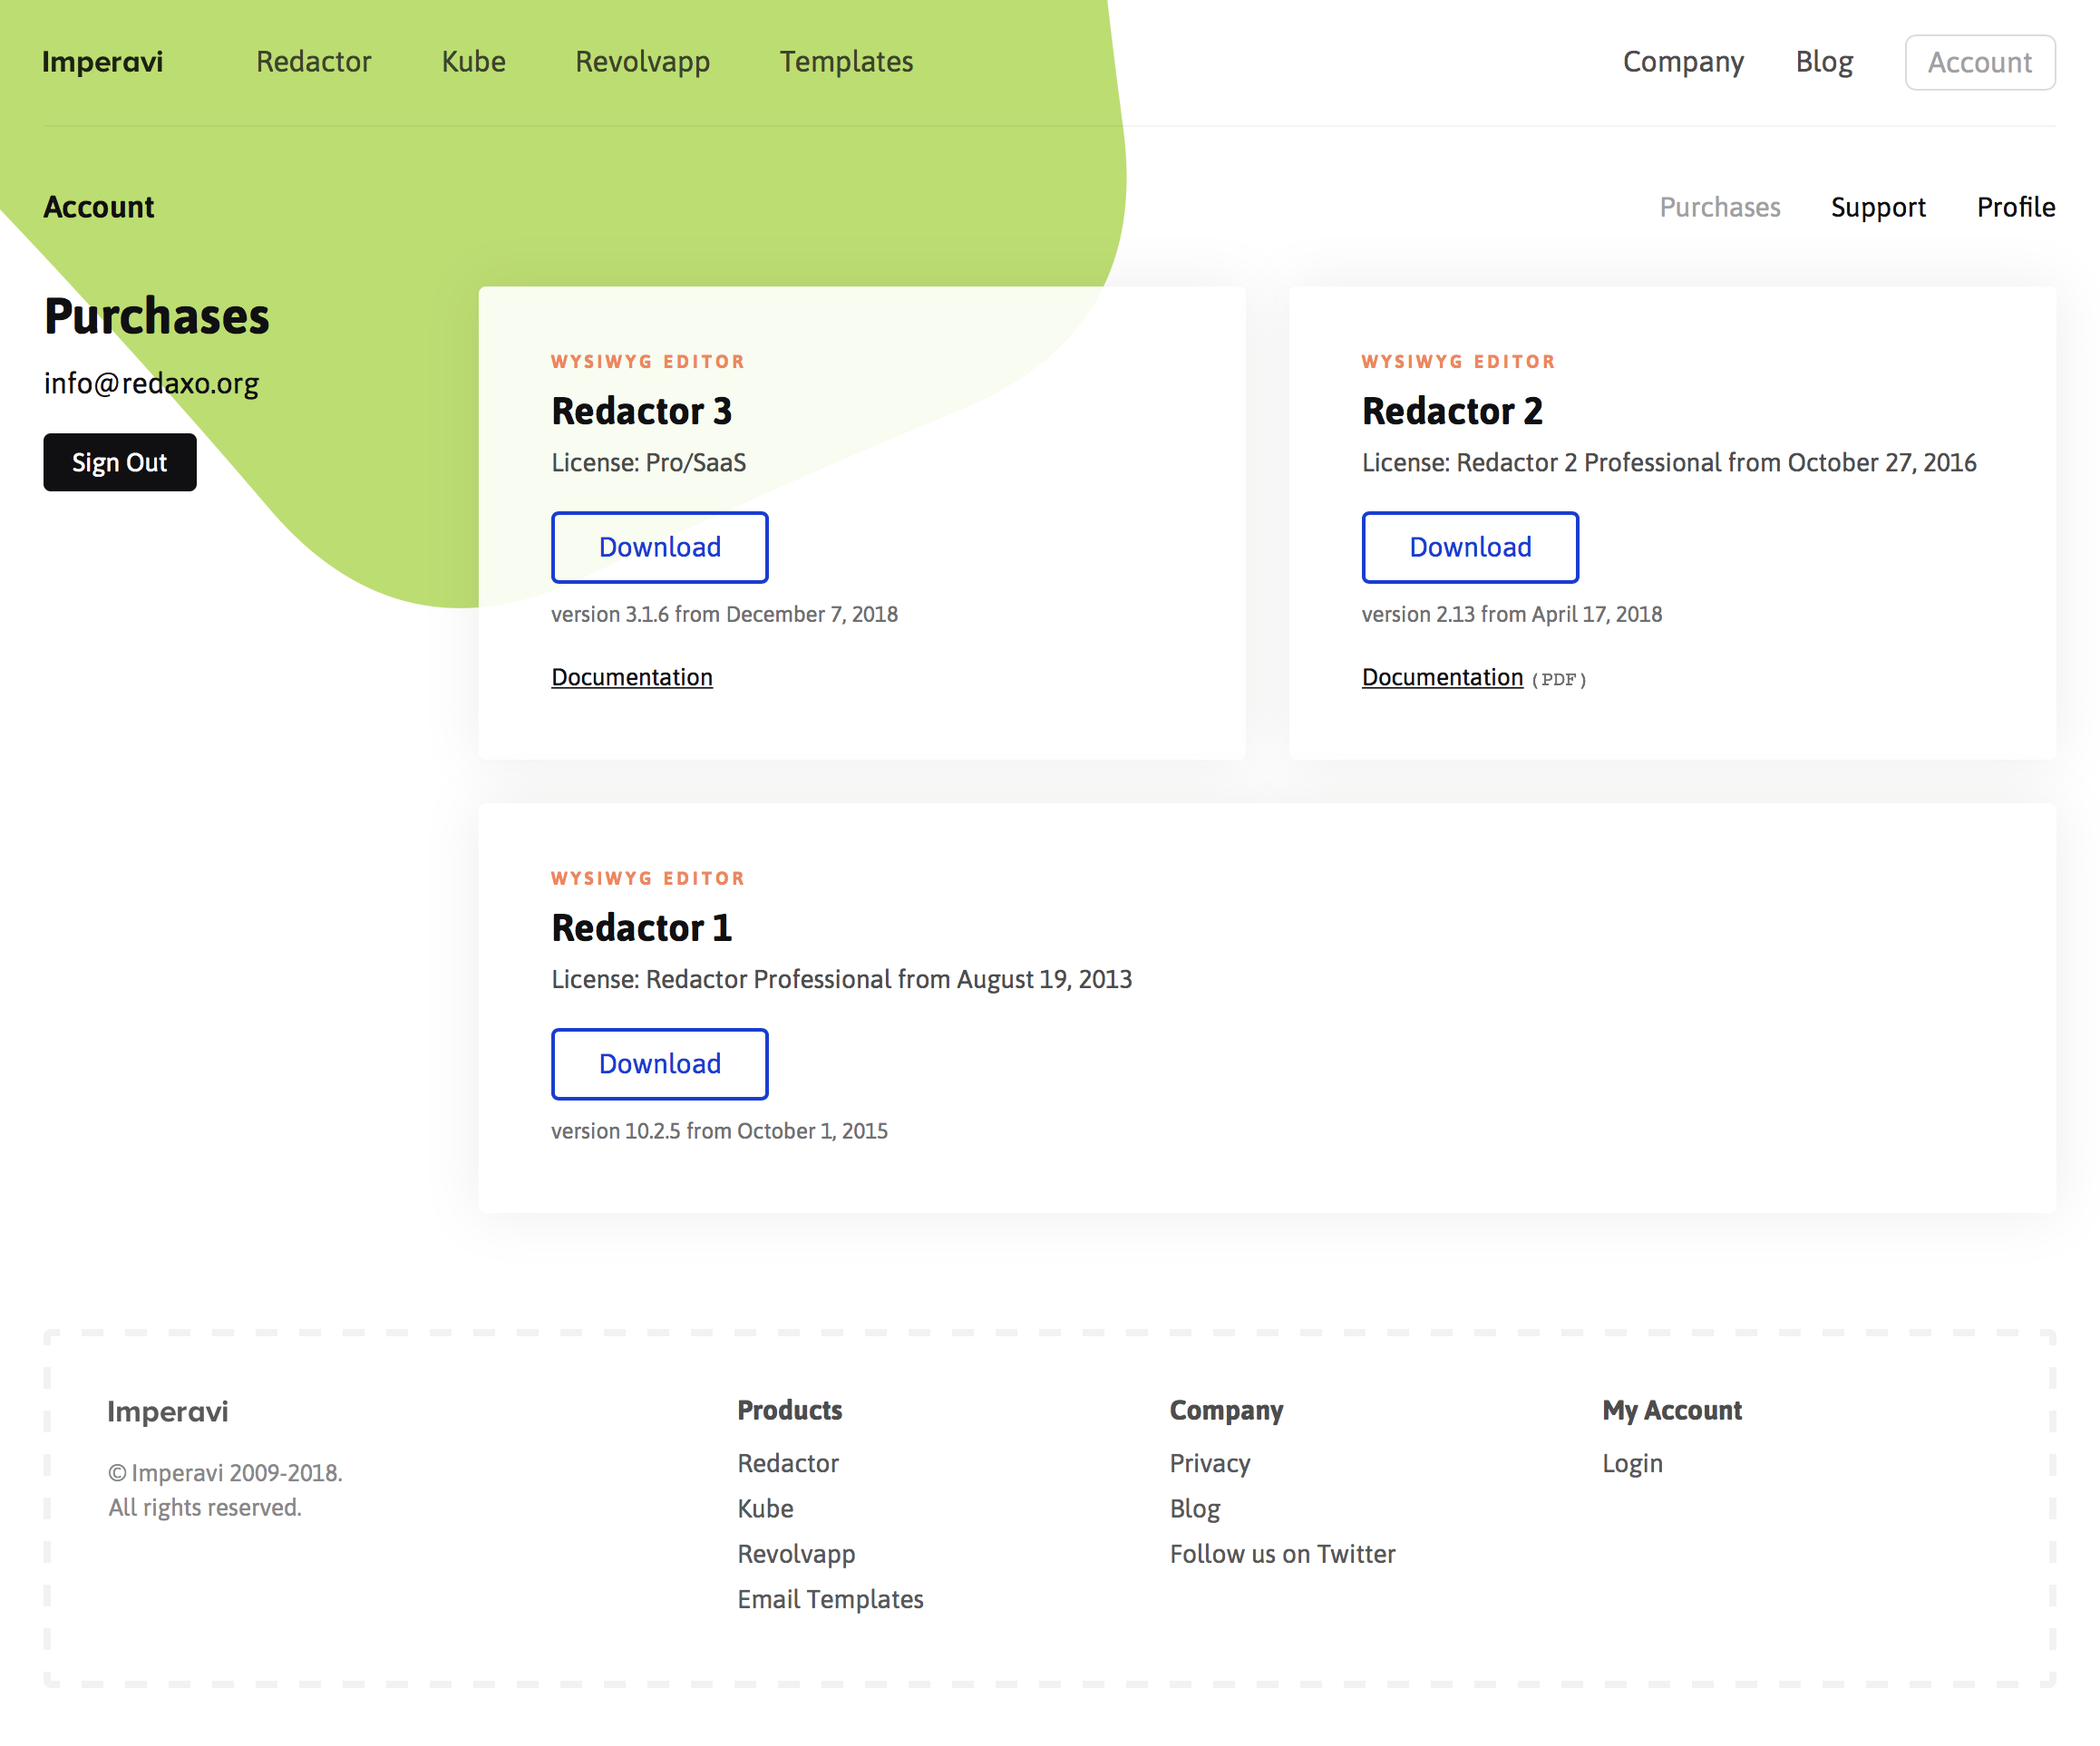 Imperavi Redactor Kube Revolvapp Templates Company Blog Account
Account Purchases Support Profile
Purchases
info@redaxo.org
Sign Out
WYSIWYG EDITOR
Redactor 3
License: Pro/SaaS
Download
version 3.1.6 from December 7, 2018
Documentation
WYSIWYG EDITOR
Redactor 2
License: Redactor 2 Professional from October 27, 2016
Download
version 2.13 from April 17, 2018
Documentation (PDF)
WYSIWYG EDITOR
Redactor 1
License: Redactor Professional from August 19, 2013
Download
version 10.2.5 from October 1, 2015
Imperavi
© Imperavi 2009-2018.
All rights reserved.
Products
Redactor
Kube
Revolvapp
Email Templates
Company
Privacy
Blog
Follow us on Twitter
My Account
Login